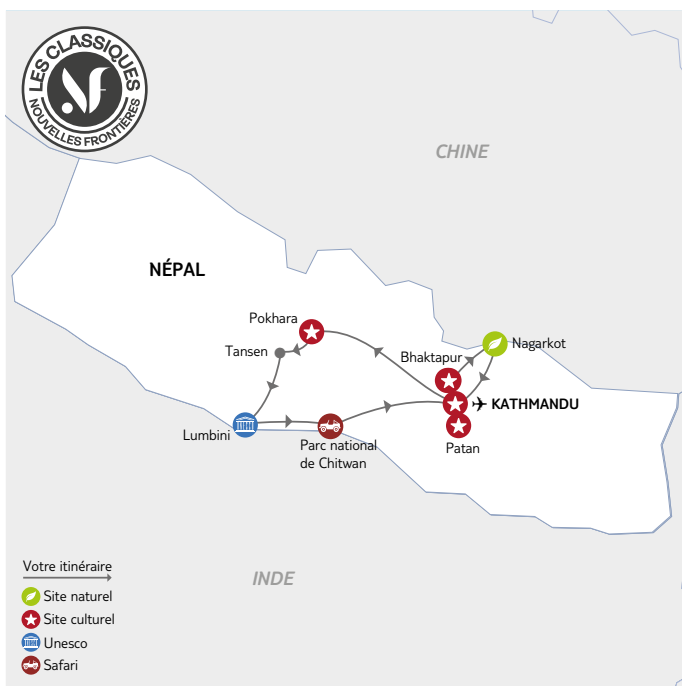 LES CLASSIQUES
NF
NOUVELLES FRONTIÈRES
CHINE
NÉPAL
Pokhara
Tansen
Bhaktapur
Nagarkot
KATHMANDU
Lumbini
Parc national
de Chitwan
Patan
INDE
Votre itinéraire
Site naturel
Site culturel
Unesco
Safari